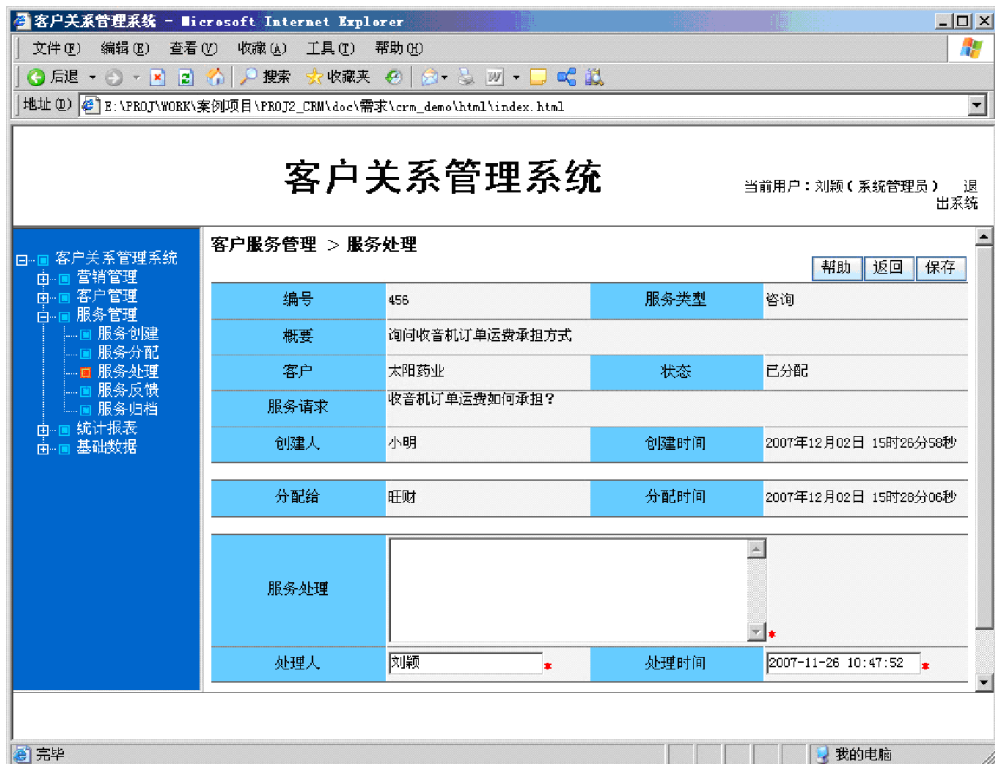 客户关系管理系统 - Microsoft Internet Explorer
文件(F) 编辑(E) 查看(V) 收藏(A) 工具(T) 帮助(H)
后退 搜索 收藏夹
地址(D) E:\PROJ\WORK\案例项目\PROJ2_CRM\doc\需求\crm_demo\html\index.html
客户关系管理系统
当前用户：刘颖(系统管理员) 退
出系统
客户关系管理系统
营销管理
客户管理
服务管理
服务创建
服务分配
服务处理
服务反馈
服务归档
统计报表
基础数据
客户服务管理 > 服务处理
帮助 返回 保存
编号 456 服务类型 咨询
概要 询问收音机订单运费承担方式
客户 太阳药业 状态 已分配
服务请求 收音机订单运费如何承担?
创建人 小明 创建时间 2007年12月02日 15时26分58秒
分配给 旺财 分配时间 2007年12月02日 15时28分06秒
服务处理 *
处理人 刘颖 * 处理时间 2007-11-26 10:47:52 *
完毕 我的电脑